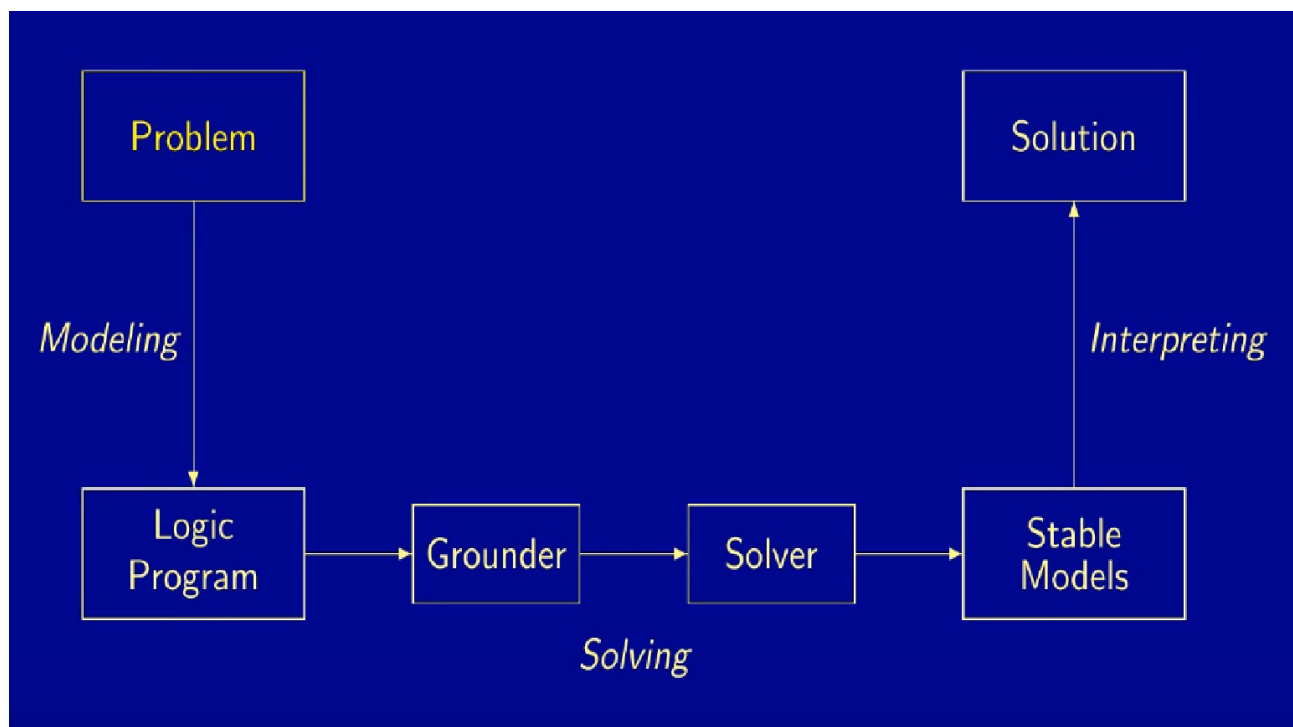 Problem
Solution
Modeling
Interpreting
Logic
Program
Grounder
Solver
Stable
Models
Solving